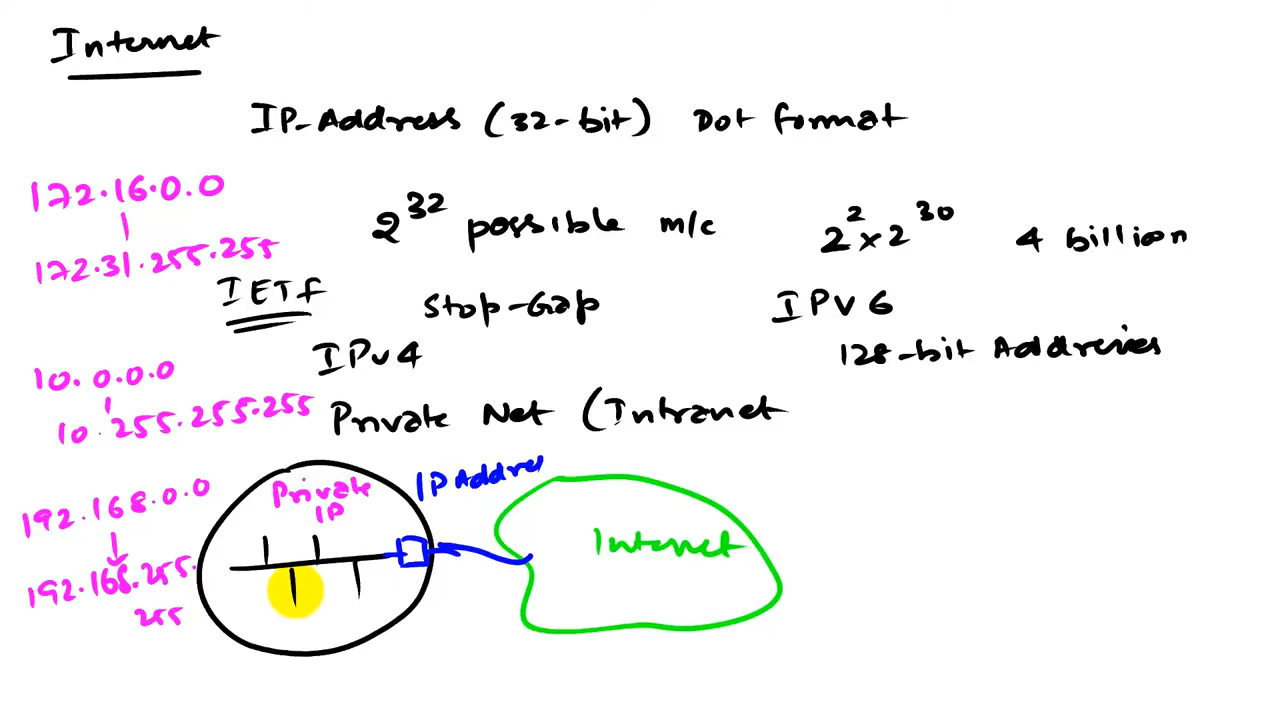 Internet
IP-Address (32-bit) Dot format
172.16.0.0
172.31.255.255
2^32 possible m/c 2^2 x 2^30 4 billion
IETF Stop-Gap IPV6
IPv4 128-bit Addresses
10.0.0.0
10.255.255.255
Private Net (Intranet
192.168.0.0
192.168.255.
255
Private
IP
IP Addres
Internet